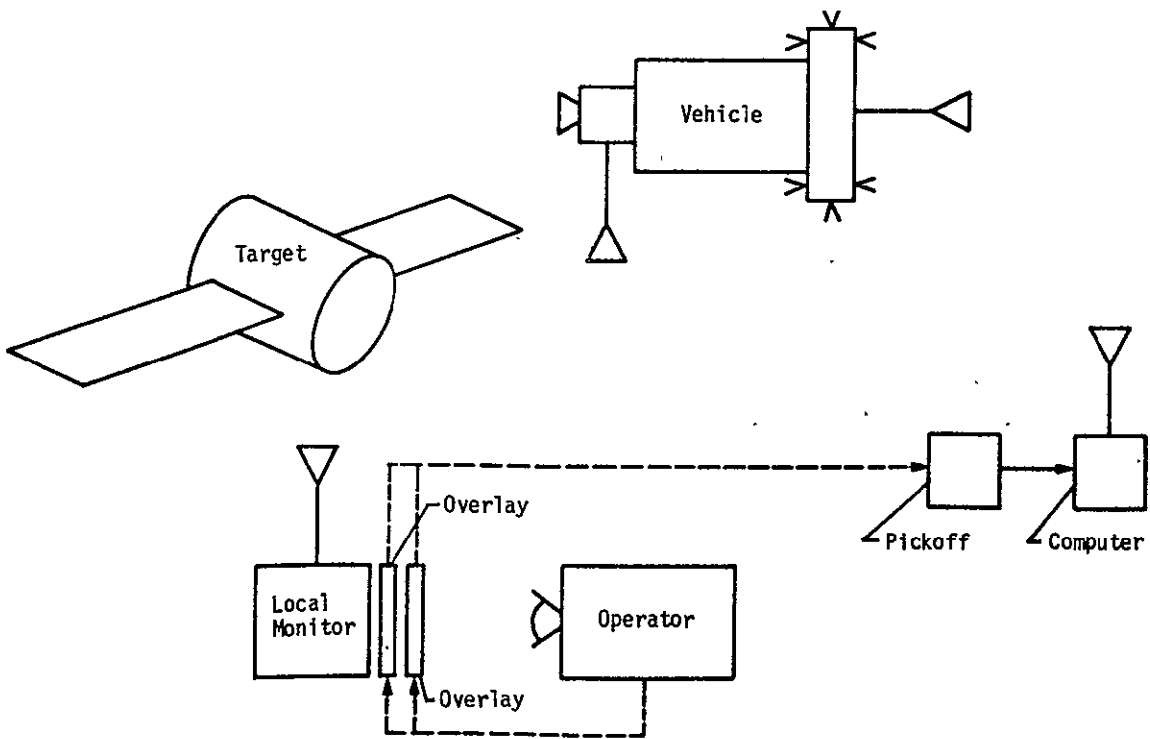 Vehicle
Target
Overlay
Pickoff
Computer
Local
Monitor
Operator
Overlay